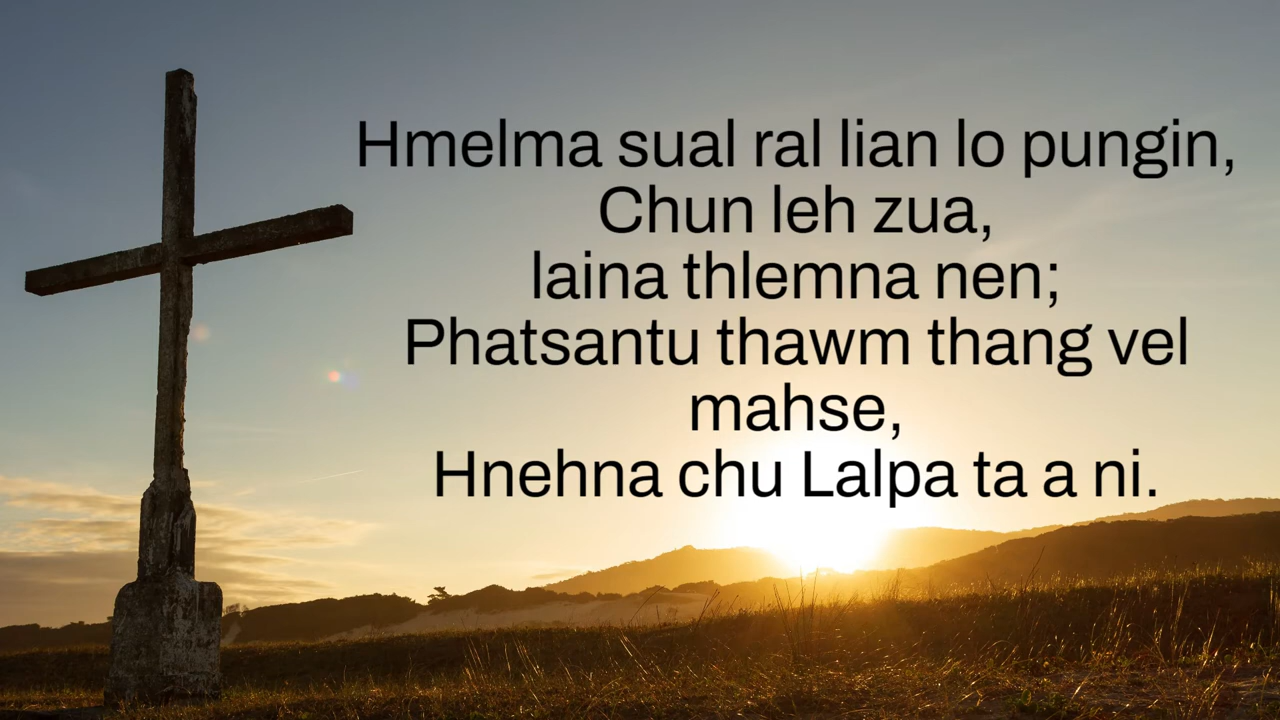 Hmelma sual ral lian lo pungin,
Chun leh zua,
laina thlemna nen;
Phatsantu thawm thang vel
mahse,
Hnehna chu Lalpa ta a ni.